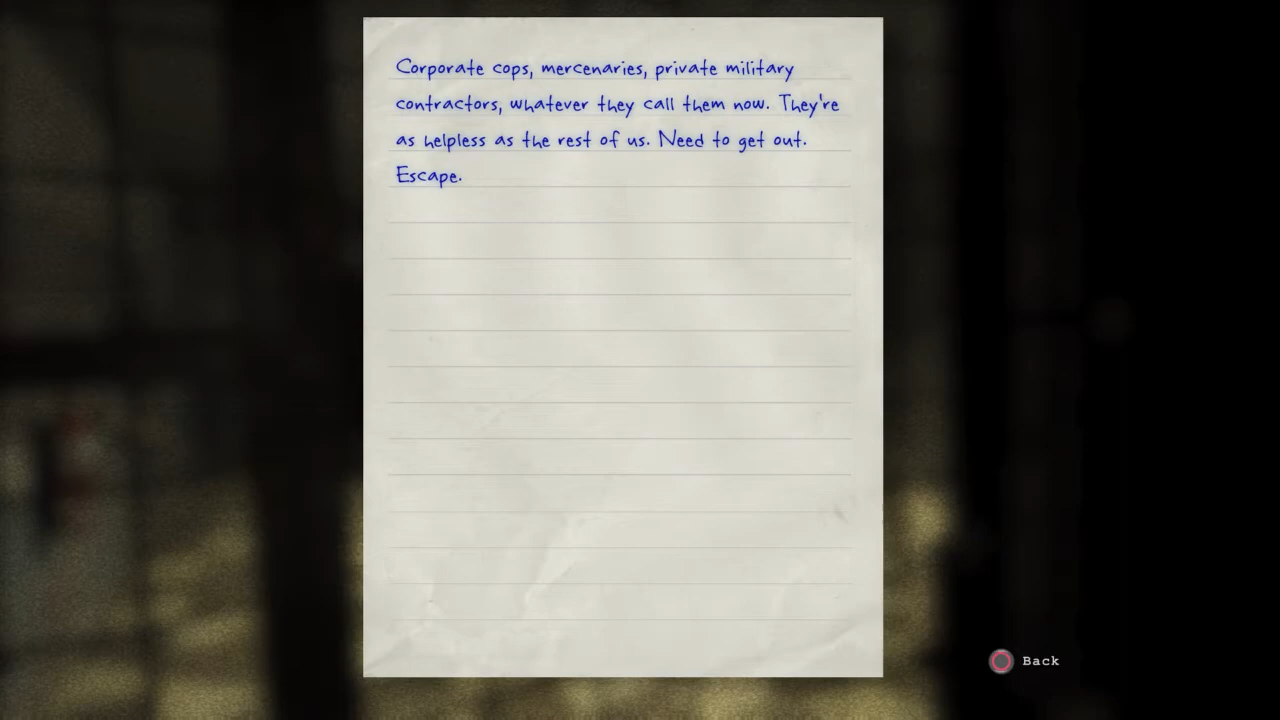 Corporate cops, mercenaries, private military
contractors, whatever they call them now. They're
as helpless as the rest of us. Need to get out.
Escape.
Back